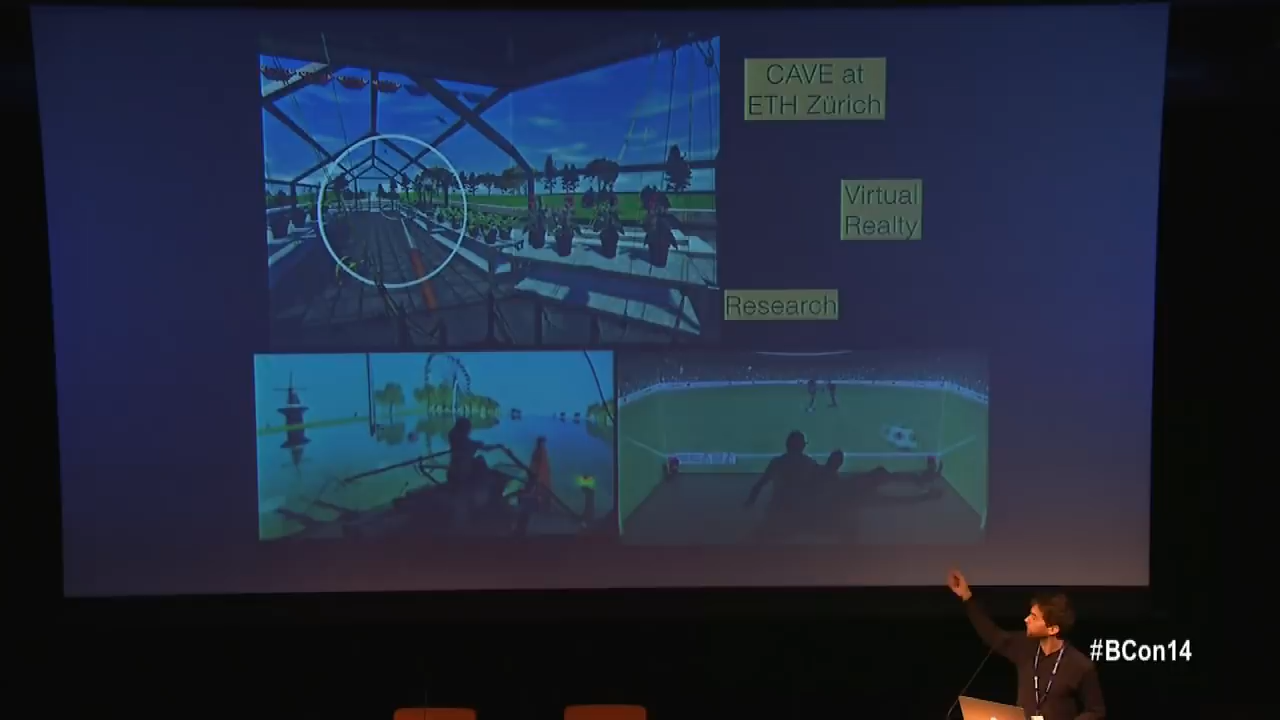 CAVE at
ETH Zürich
Virtual
Realty
Research
#BCon14